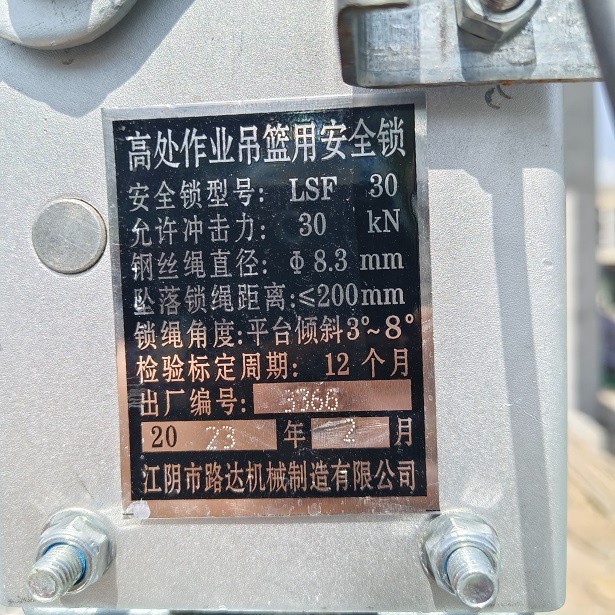 高处作业吊篮用安全锁
安全锁型号: LSF 30
允许冲击力: 30 kN
钢丝绳直径: Φ8.3 mm
坠落锁绳距离:≤200mm
锁绳角度:平台倾斜3°~8°
检验标定周期: 12 个月
出厂编号: 3366
20 23 年 2 月
江阴市路达机械制造有限公司